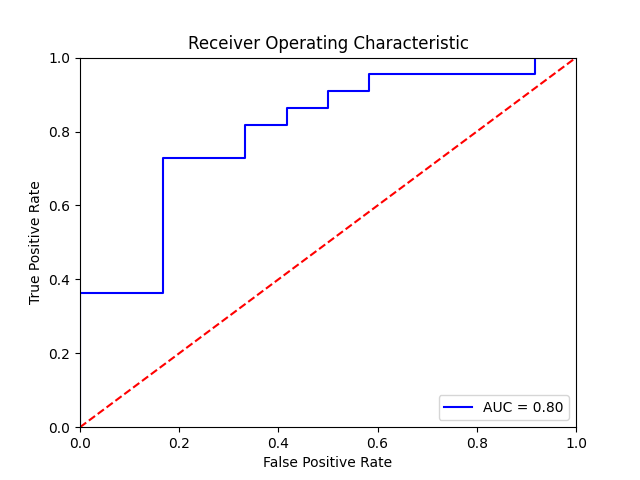 Receiver Operating Characteristic
True Positive Rate
1.0
0.8
0.6
0.4
0.2
0.0
AUC = 0.80
0.0 0.2 0.4 0.6 0.8 1.0
False Positive Rate